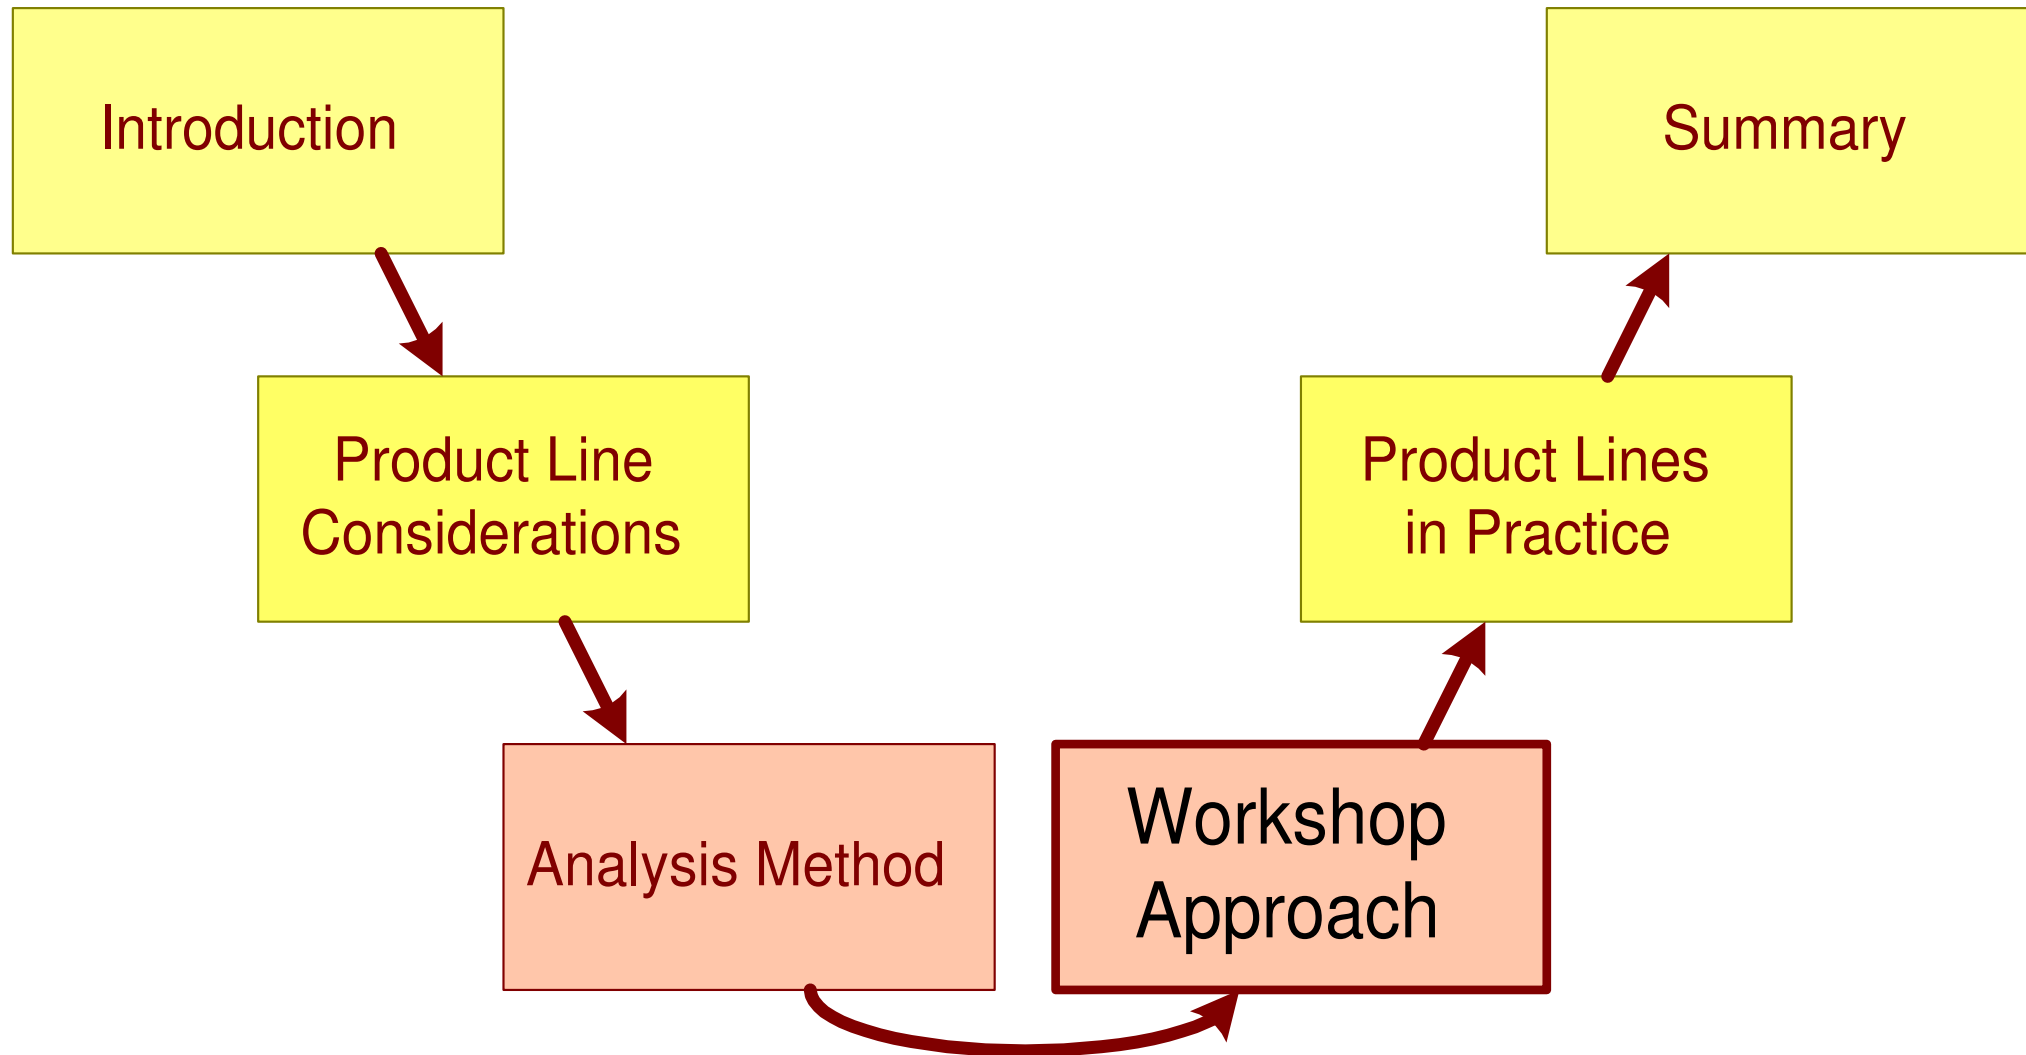 Introduction
Summary
Product Line
Considerations
Product Lines
in Practice
Analysis Method
Workshop
Approach